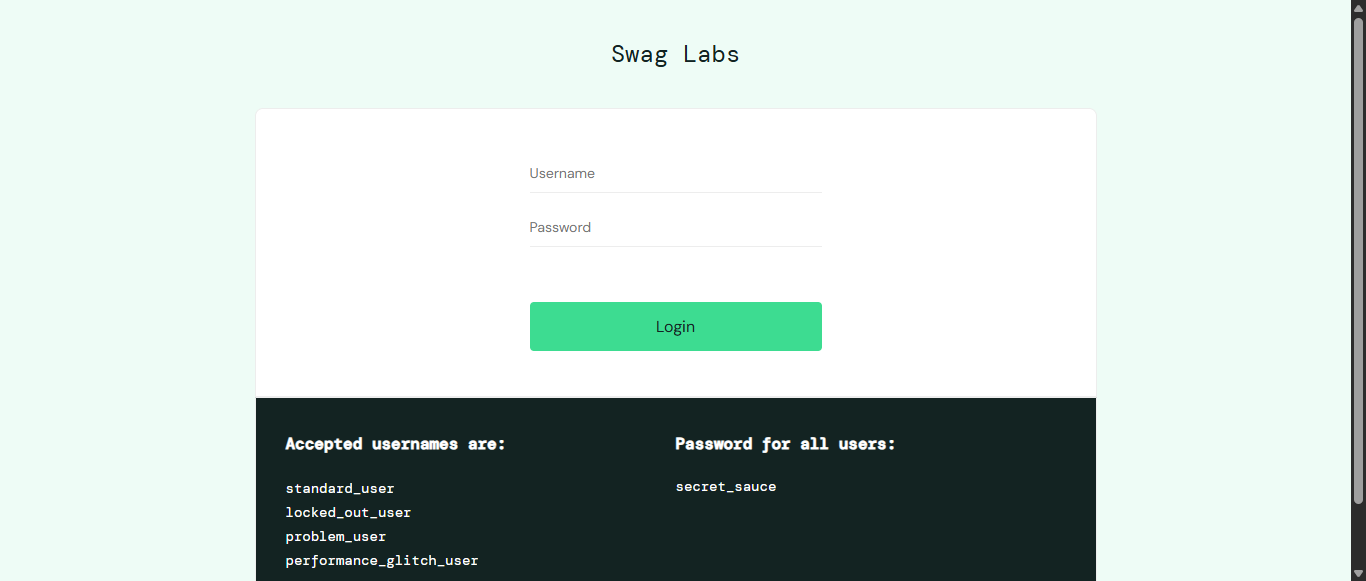 Swag Labs
Username
Password
Login
Accepted usernames are:
standard_user
locked_out_user
problem_user
performance_glitch_user
Password for all users:
secret_sauce